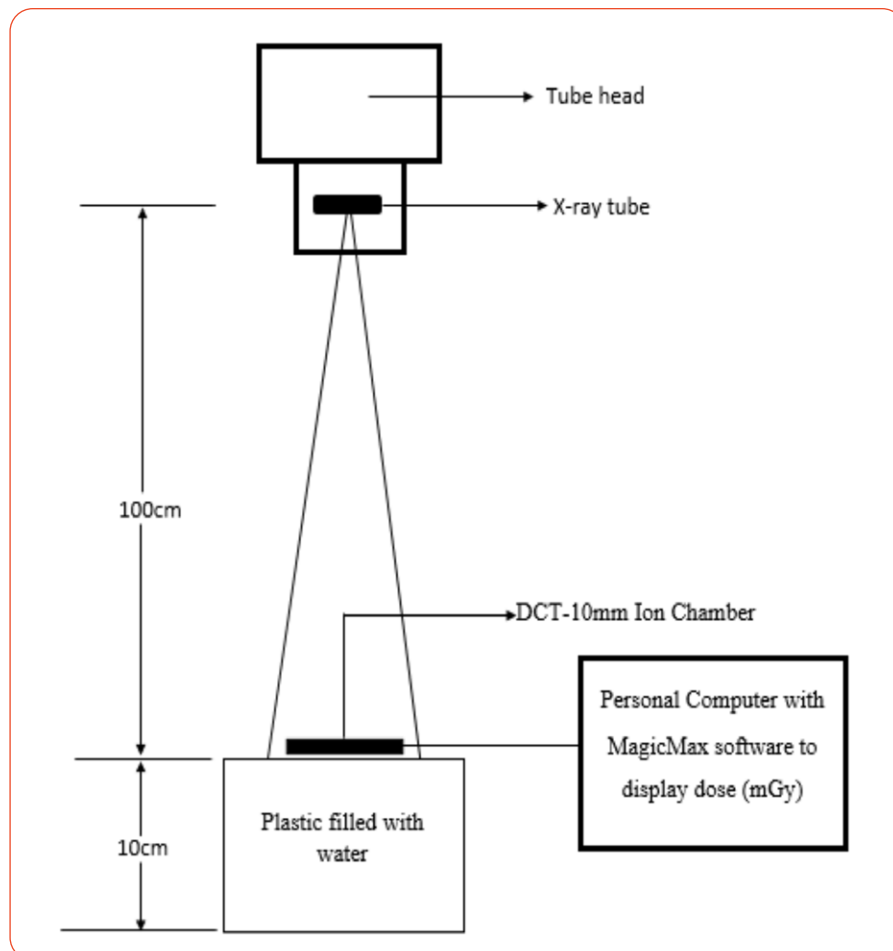 Tube head
X-ray tube
100cm
DCT-10mm Ion Chamber
Personal Computer with
MagicMax software to
display dose (mGy)
Plastic filled with
water
10cm